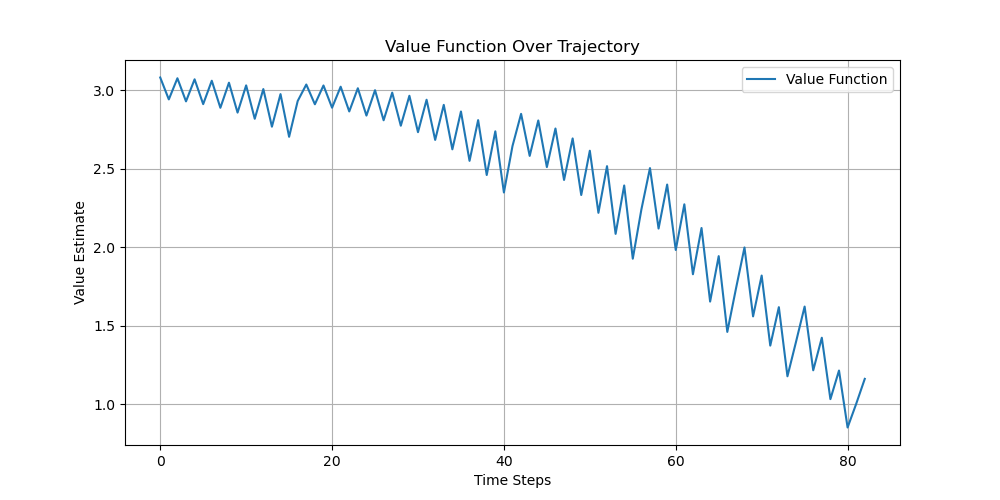 Value Function Over Trajectory
Value Function
3.0
2.5
2.0
1.5
1.0
Value Estimate
0 20 40 60 80
Time Steps